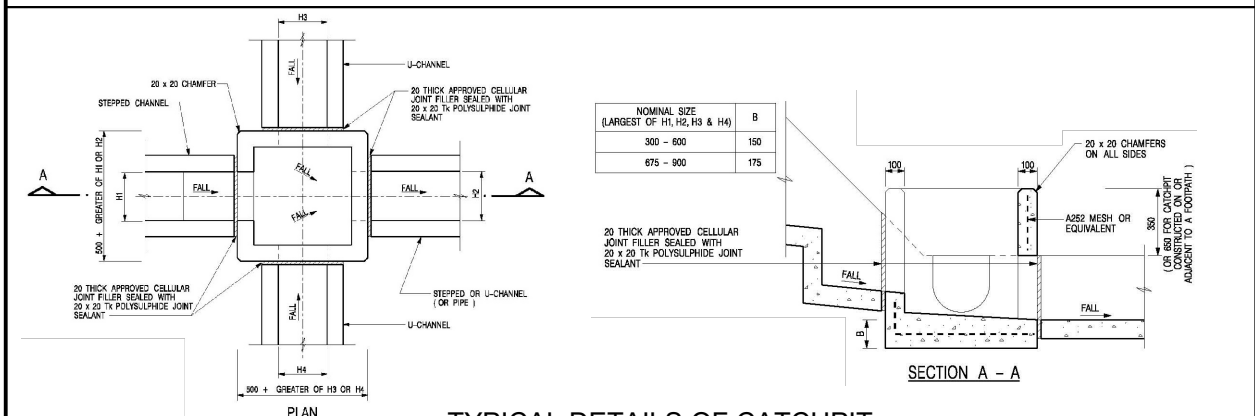 H3
U-CHANNEL
FALL
20 x 20 CHAMFER
STEPPED CHANNEL
20 THICK APPROVED CELLULAR
JOINT FILLER SEALED WITH
20 x 20 Tk POLYSULPHIDE JOINT
SEALANT
A
500 + GREATER OF H1 OR H2
H1
FALL
FALL
FALL
FALL
H2
A
20 THICK APPROVED CELLULAR
JOINT FILLER SEALED WITH
20 x 20 Tk POLYSULPHIDE JOINT
SEALANT
FALL
STEPPED OR U-CHANNEL
( OR PIPE )
U-CHANNEL
H4
500 + GREATER OF H3 OR H4
PLAN
NOMINAL SIZE
(LARGEST OF H1, H2, H3 & H4)
B
300 - 600
150
675 - 900
175
100
100
20 x 20 CHAMFERS
ON ALL SIDES
A252 MESH OR
EQUIVALENT
350
( OR 650 FOR CATCHPIT
CONSTRUCTED ON OR
ADJACENT TO A FOOTPATH )
20 THICK APPROVED CELLULAR
JOINT FILLER SEALED WITH
20 x 20 Tk POLYSULPHIDE JOINT
SEALANT
FALL
FALL
B
SECTION A - A
TYPICAL DETAILS OF CATCHPIT